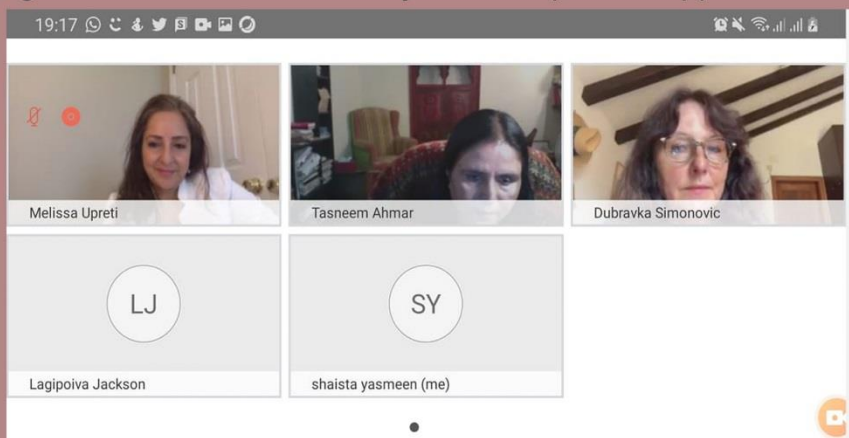 19:17
Melissa Upreti
Tasneem Ahmar
Dubravka Simonovic
LJ
SY
Lagipoiva Jackson
shaista yasmeen (me)